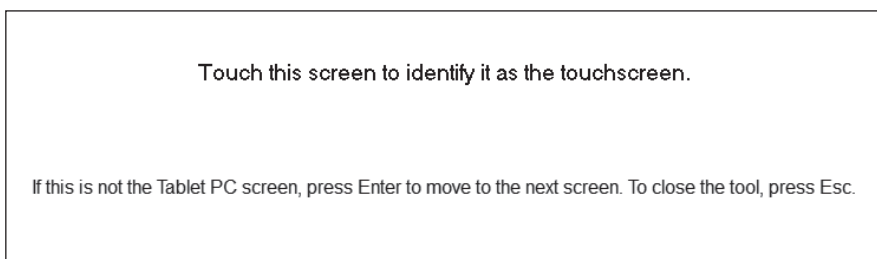 Touch this screen to identify it as the touchscreen.
If this is not the Tablet PC screen, press Enter to move to the next screen. To close the tool, press Esc.